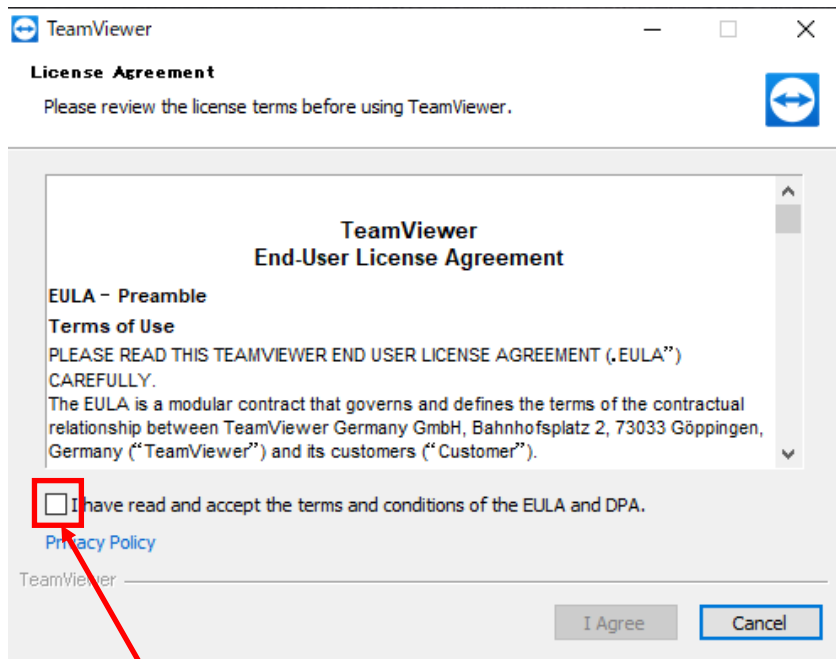 TeamViewer
License Agreement
Please review the license terms before using TeamViewer.
TeamViewer
End-User License Agreement
EULA - Preamble
Terms of Use
PLEASE READ THIS TEAMVIEWER END USER LICENSE AGREEMENT (.EULA”)
CAREFULLY.
The EULA is a modular contract that governs and defines the terms of the contractual
relationship between TeamViewer Germany GmbH, Bahnhofsplatz 2, 73033 Göppingen,
Germany (“TeamViewer”) and its customers (“Customer”).
I have read and accept the terms and conditions of the EULA and DPA.
Privacy Policy
TeamViewer
I Agree
Cancel